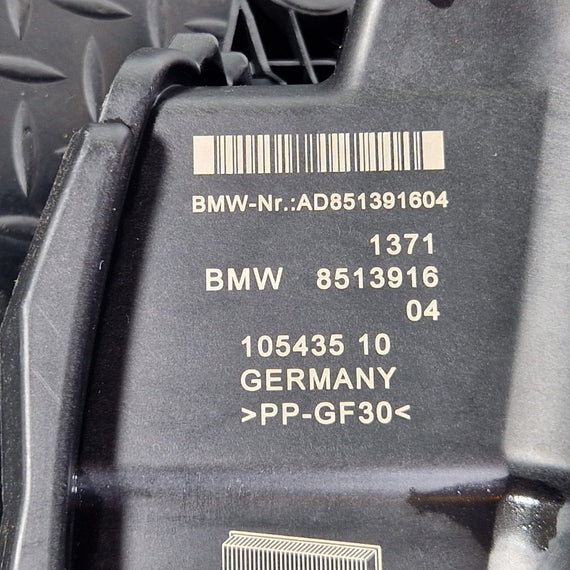 BMW-Nr.:AD851391604
1371
BMW 8513916
04
105435 10
GERMANY
>PP-GF30<